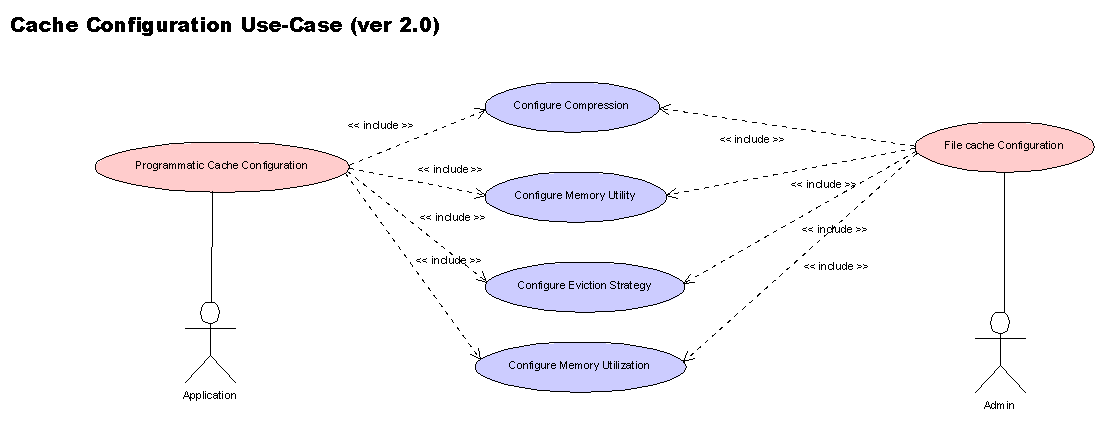 Cache Configuration Use-Case (ver 2.0)
Configure Compression
<< include >>
<< include >>
File cache Configuration
Programmatic Cache Configuration
<< include >>
<< include >>
Configure Memory Utility
<< include >>
<< include >>
<< include >>
<< include >>
Configure Eviction Strategy
Configure Memory Utilization
Application
Admin